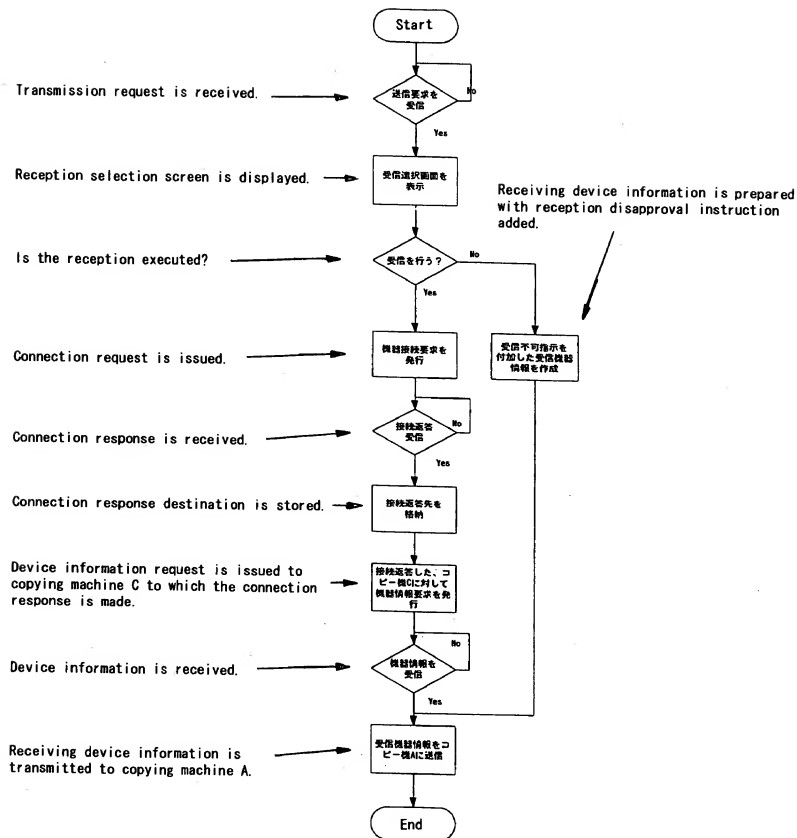 Start
Transmission request is received.
送信要求を
受信
No
Yes
Reception selection screen is displayed.
受信選択画面を
表示
Receiving device information is prepared
with reception disapproval instruction
added.
Is the reception executed?
受信を行う？
No
Yes
Connection request is issued.
機器接続要求を
発行
受信不可指示を
付加した受信機器
情報を作成
Connection response is received.
接続返答
受信
No
Yes
Connection response destination is stored.
接続返答先を
格納
Device information request is issued to
copying machine C to which the connection
response is made.
接続返答した、コ
ピー機Cに対して
機器情報要求を発
行
Device information is received.
機器情報を
受信
No
Yes
Receiving device information is
transmitted to copying machine A.
受信機器情報をコ
ピー機Aに送信
End